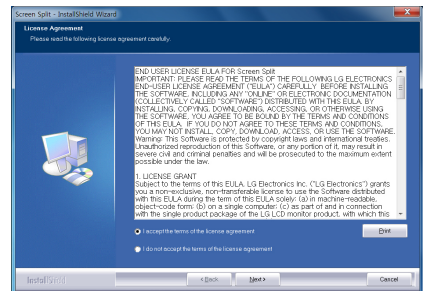 Screen Split - InstallShield Wizard
License Agreement
Please read the following license agreement carefully.
END USER LICENSE EULA FOR Screen Split
IMPORTANT: PLEASE READ THE TERMS OF THE FOLLOWING LG ELECTRONICS
END-USER LICENSE AGREEMENT ("EULA") CAREFULLY BEFORE INSTALLING
THE SOFTWARE, INCLUDING ANY "ONLINE" OR ELECTRONIC DOCUMENTATION
(COLLECTIVELY CALLED "SOFTWARE") DISTRIBUTED WITH THIS EULA. BY
INSTALLING, COPYING, DOWNLOADING, ACCESSING, OR OTHERWISE USING
THE SOFTWARE, YOU AGREE TO BE BOUND BY THE TERMS AND CONDITIONS
OF THIS EULA. IF YOU DO NOT AGREE TO THESE TERMS AND CONDITIONS,
YOU MAY NOT INSTALL, COPY, DOWNLOAD, ACCESS, OR USE THE SOFTWARE.
Warning: This Software is protected by copyright laws and international treaties.
Unauthorized reproduction of this Software, or any portion of it, may result in
severe civil and criminal penalties and will be prosecuted to the maximum extent
possible under the law.
1. LICENSE GRANT
Subject to the terms of this EULA, LG Electronics Inc. ("LG Electronics") grants
you a non-exclusive, non-transferable license to use the Software distributed
with this EULA during the term of this EULA solely: (a) in machine-readable,
object-code form; (b) on a single computer; (c) as part of and in connection
with the single product package of the LG LCD monitor product, with which this
I accept the terms of the license agreement
Print
I do not accept the terms of the license agreement
InstallShield
< Back
Next >
Cancel